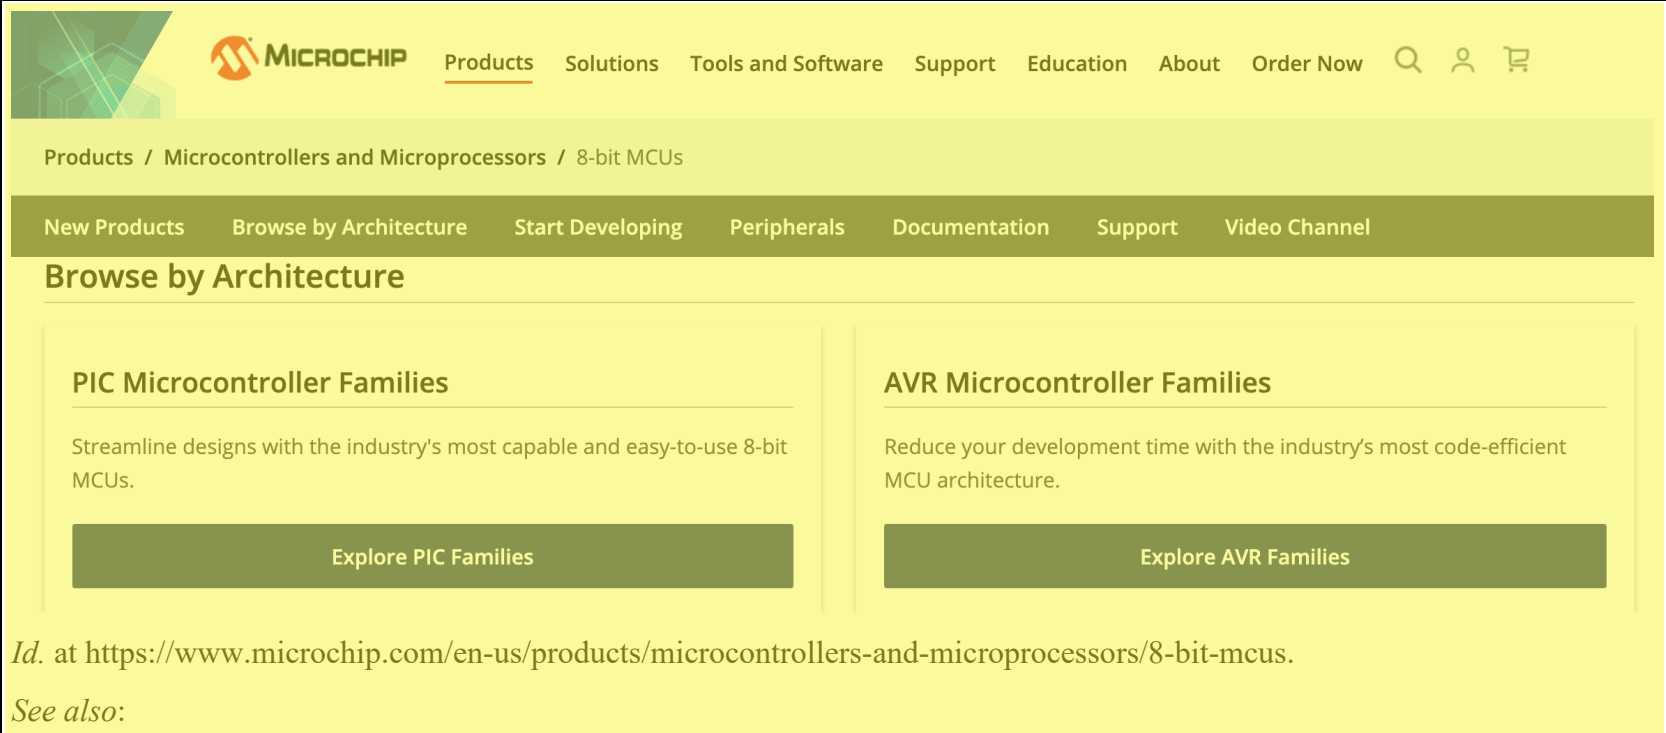 MICROCHIP Products Solutions Tools and Software Support Education About Order Now
Products / Microcontrollers and Microprocessors / 8-bit MCUs
New Products Browse by Architecture Start Developing Peripherals Documentation Support Video Channel
Browse by Architecture
PIC Microcontroller Families
Streamline designs with the industry's most capable and easy-to-use 8-bit
MCUs.
Explore PIC Families
AVR Microcontroller Families
Reduce your development time with the industry’s most code-efficient
MCU architecture.
Explore AVR Families
Id. at https://www.microchip.com/en-us/products/microcontrollers-and-microprocessors/8-bit-mcus.
See also: